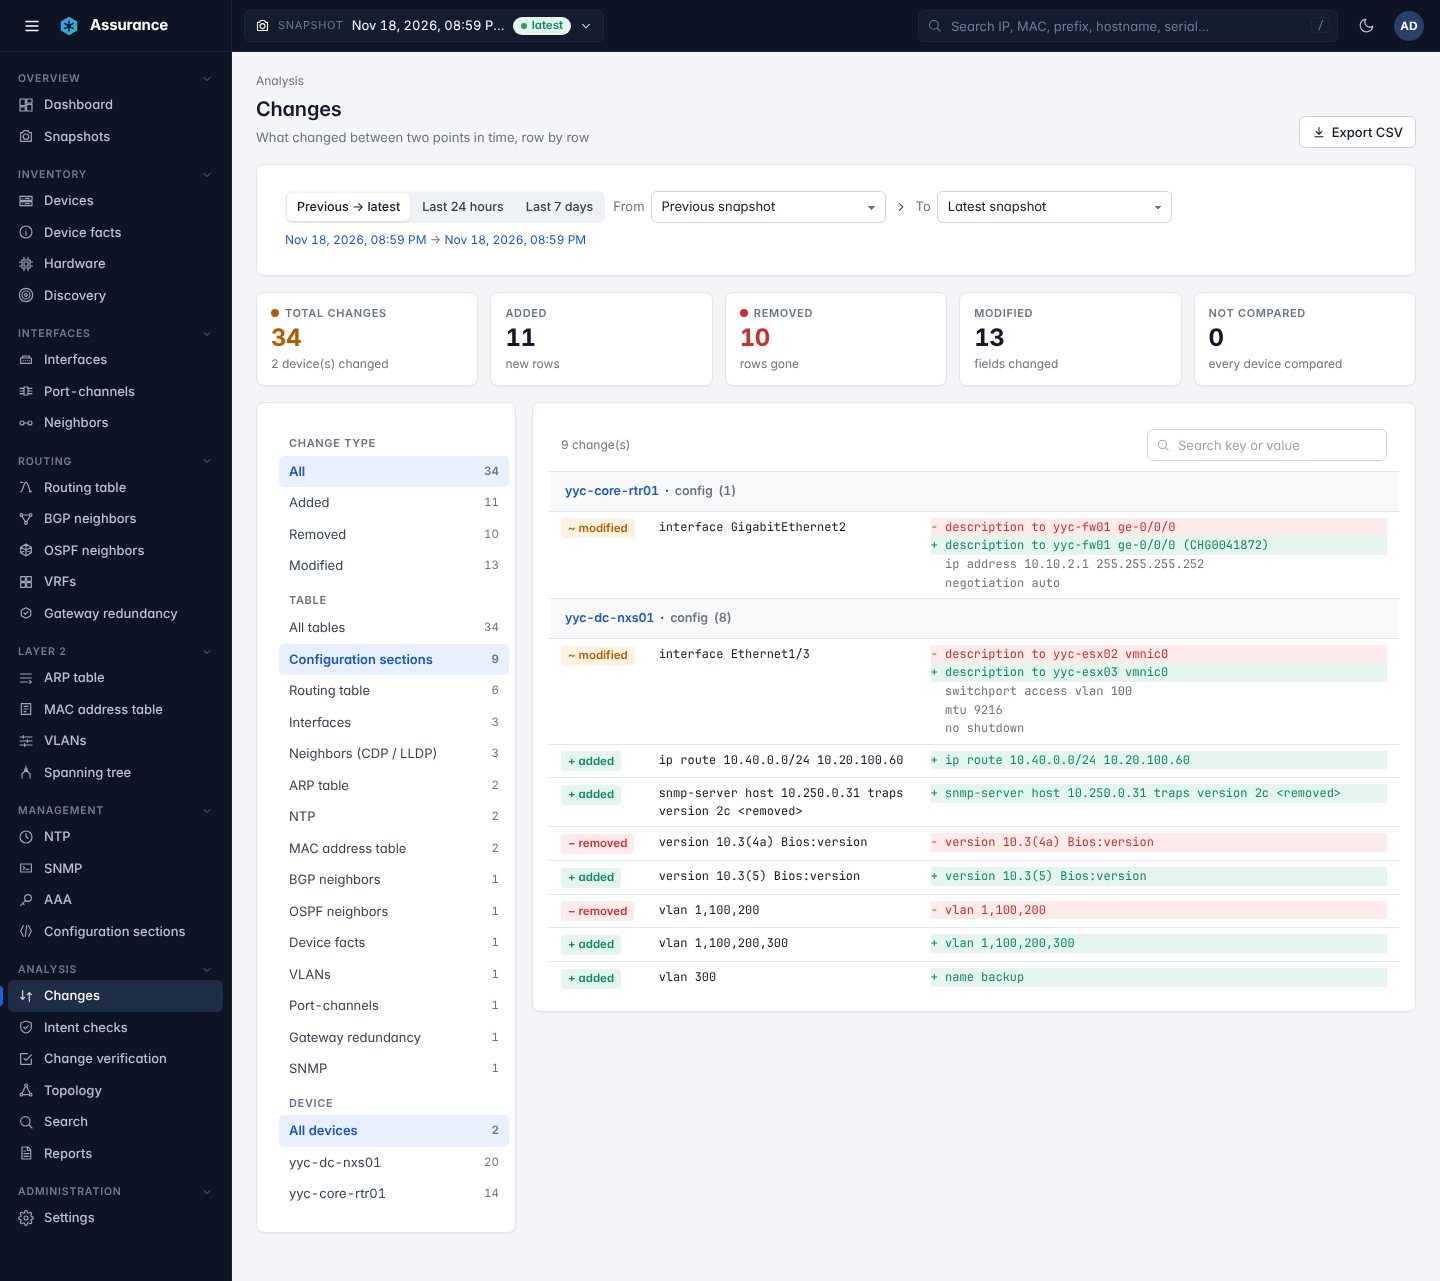 Assurance
SNAPSHOT Nov 18, 2026, 08:59 P... latest
Search IP, MAC, prefix, hostname, serial...
/
AD
OVERVIEW
Dashboard
Snapshots
INVENTORY
Devices
Device facts
Hardware
Discovery
INTERFACES
Interfaces
Port-channels
Neighbors
ROUTING
Routing table
BGP neighbors
OSPF neighbors
VRFs
Gateway redundancy
LAYER 2
ARP table
MAC address table
VLANs
Spanning tree
MANAGEMENT
NTP
SNMP
AAA
Configuration sections
ANALYSIS
Changes
Intent checks
Change verification
Topology
Search
Reports
ADMINISTRATION
Settings
Analysis
Changes
What changed between two points in time, row by row
Export CSV
Previous → latest Last 24 hours Last 7 days From Previous snapshot To Latest snapshot
Nov 18, 2026, 08:59 PM → Nov 18, 2026, 08:59 PM
TOTAL CHANGES
34
2 device(s) changed
ADDED
11
new rows
REMOVED
10
rows gone
MODIFIED
13
fields changed
NOT COMPARED
0
every device compared
CHANGE TYPE
All 34
Added 11
Removed 10
Modified 13
TABLE
All tables 34
Configuration sections 9
Routing table 6
Interfaces 3
Neighbors (CDP / LLDP) 3
ARP table 2
NTP 2
MAC address table 2
BGP neighbors 1
OSPF neighbors 1
Device facts 1
VLANs 1
Port-channels 1
Gateway redundancy 1
SNMP 1
DEVICE
All devices 2
yyc-dc-nxs01 20
yyc-core-rtr01 14
9 change(s)
Search key or value
yyc-core-rtr01 · config (1)
~ modified interface GigabitEthernet2 - description to yyc-fw01 ge-0/0/0
+ description to yyc-fw01 ge-0/0/0 (CHG0041872)
ip address 10.10.2.1 255.255.255.252
negotiation auto
yyc-dc-nxs01 · config (8)
~ modified interface Ethernet1/3 - description to yyc-esx02 vmnic0
+ description to yyc-esx03 vmnic0
switchport access vlan 100
mtu 9216
no shutdown
+ added ip route 10.40.0.0/24 10.20.100.60 + ip route 10.40.0.0/24 10.20.100.60
+ added snmp-server host 10.250.0.31 traps + snmp-server host 10.250.0.31 traps version 2c <removed>
version 2c <removed>
− removed version 10.3(4a) Bios:version - version 10.3(4a) Bios:version
+ added version 10.3(5) Bios:version + version 10.3(5) Bios:version
− removed vlan 1,100,200 - vlan 1,100,200
+ added vlan 1,100,200,300 + vlan 1,100,200,300
+ added vlan 300 + name backup